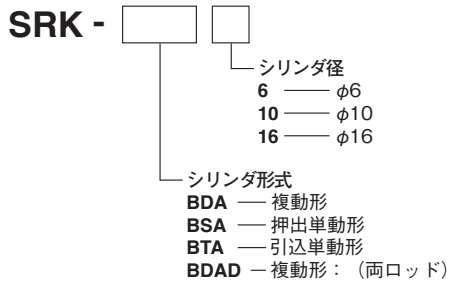 SRK -
シリンダ径
6 — φ6
10 — φ10
16 — φ16
シリンダ形式
BDA — 複動形
BSA — 押出単動形
BTA — 引込単動形
BDAD — 複動形：（両ロッド）